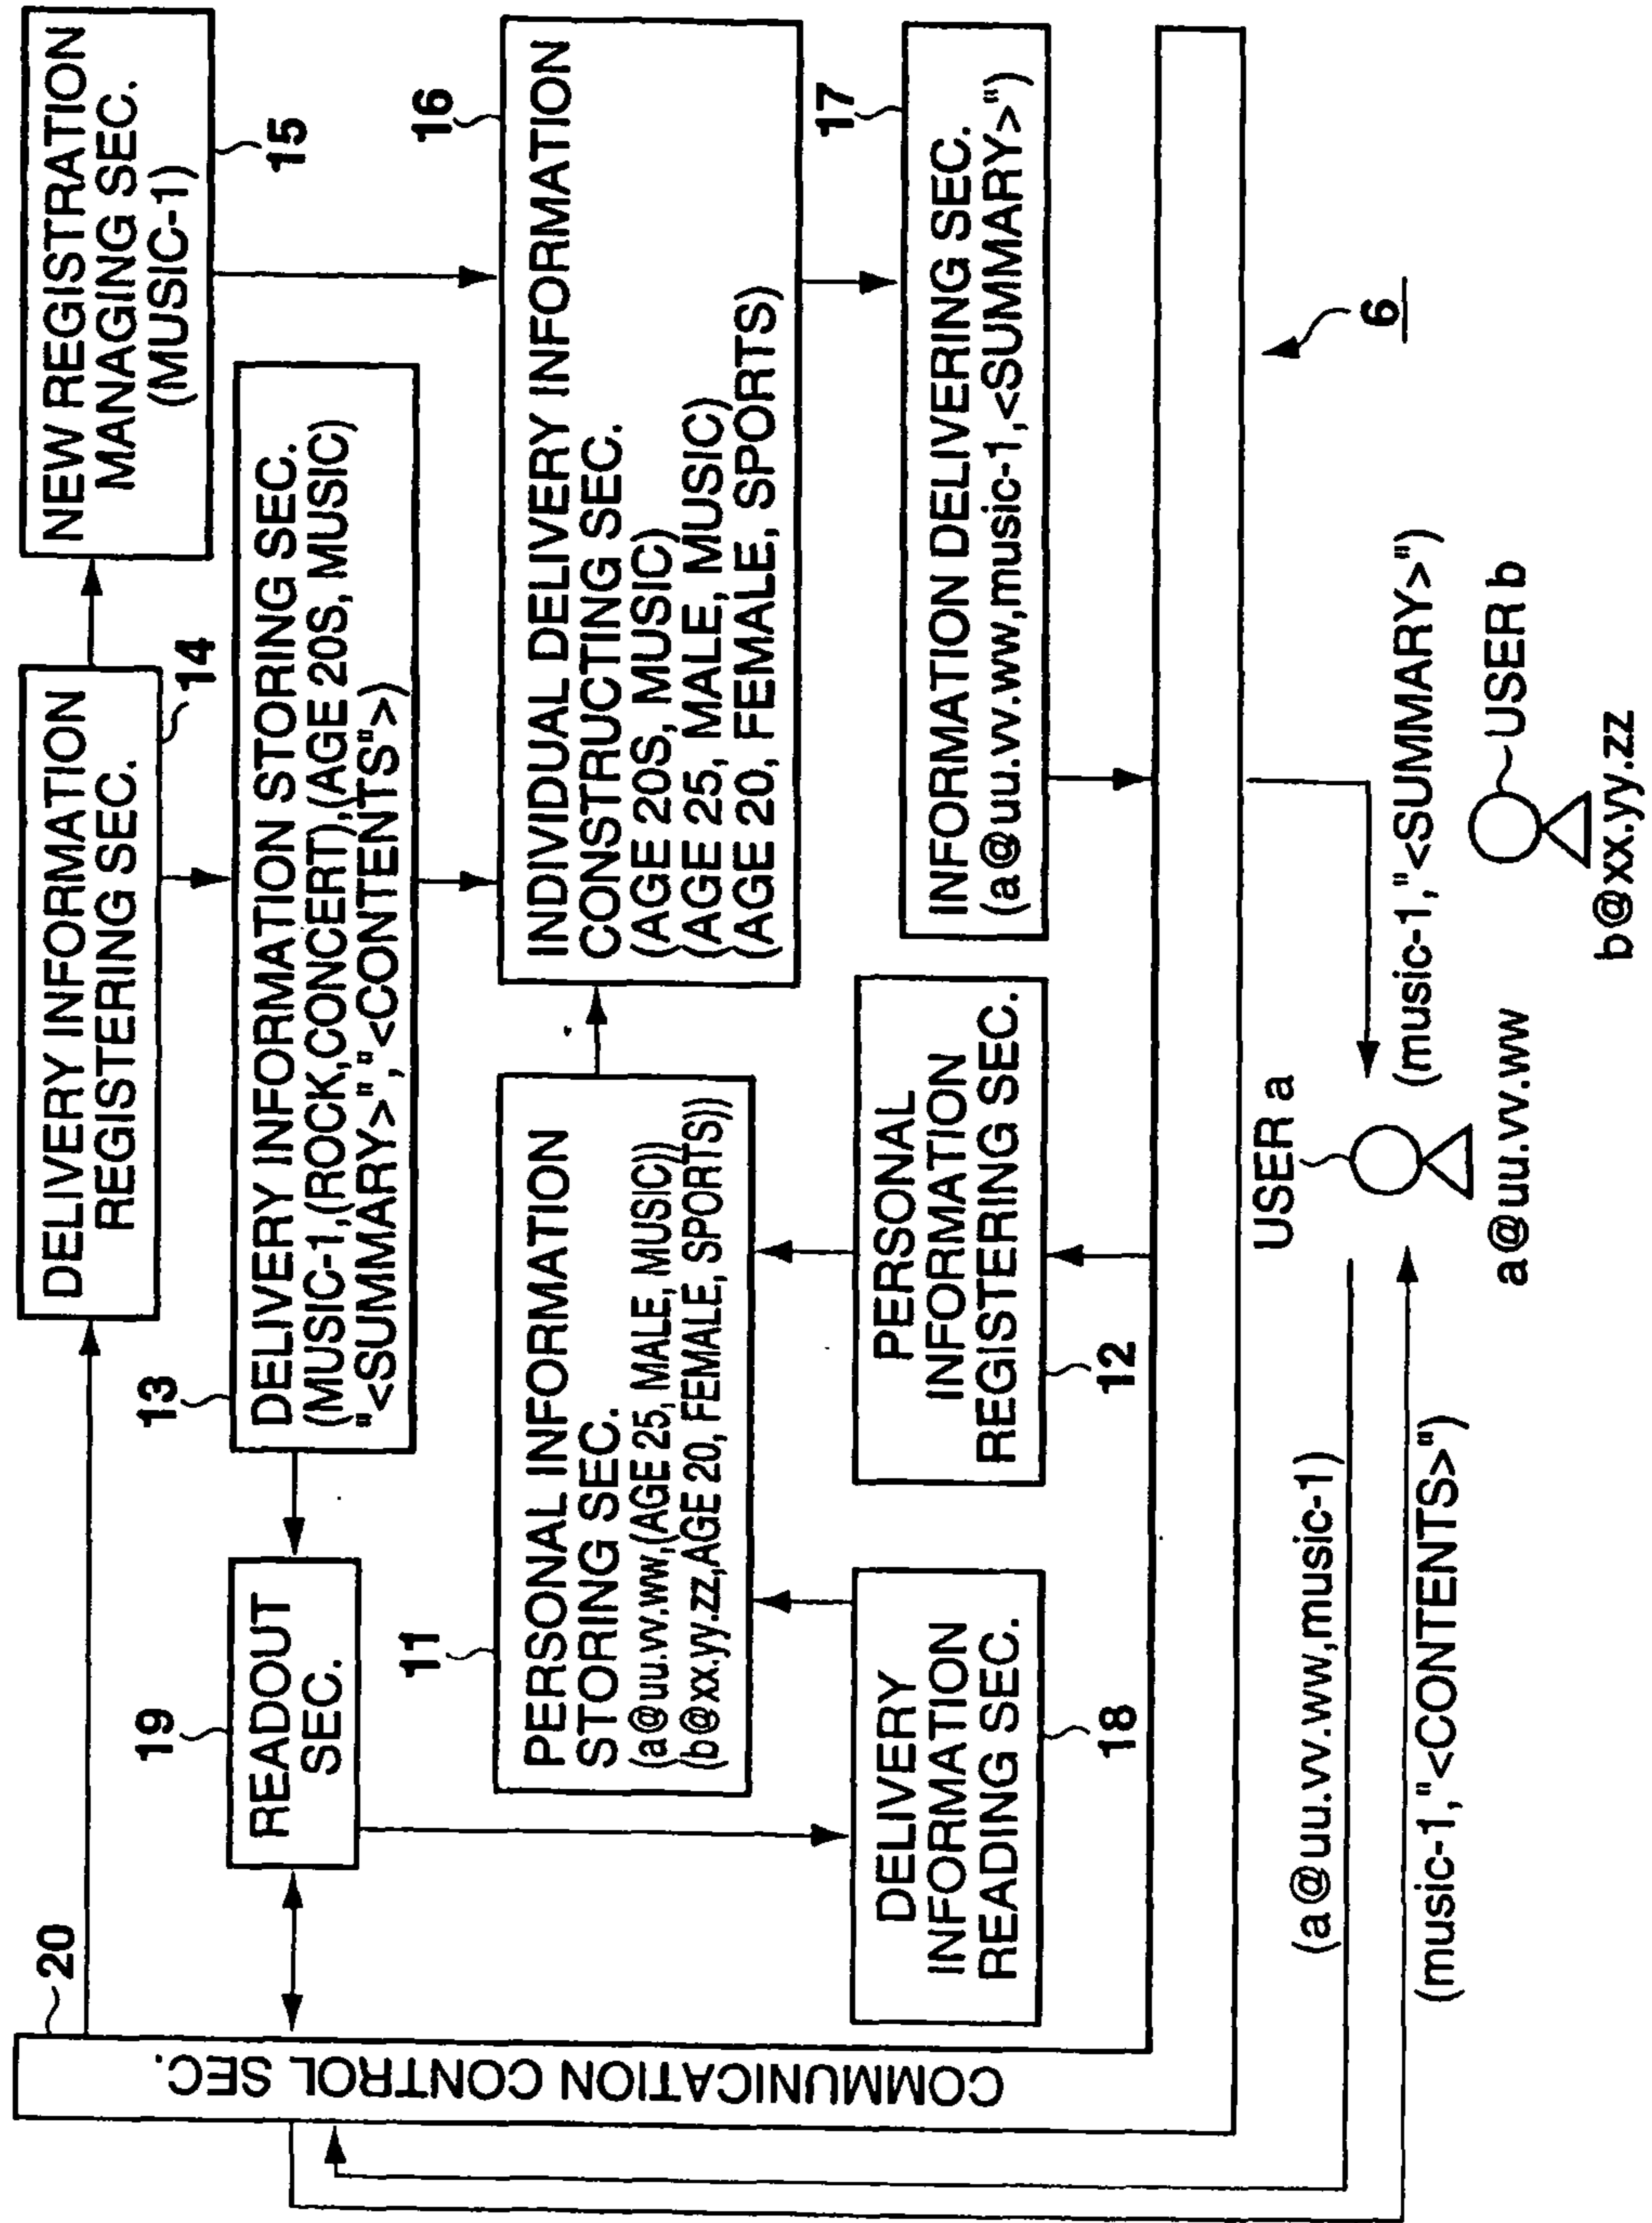 20
DELIVERY INFORMATION
REGISTERING SEC.
14
NEW REGISTRATION
MANAGING SEC.
(MUSIC-1)
15
13
DELIVERY INFORMATION STORING SEC.
(MUSIC-1,(ROCK,CONCERT),(AGE 20S, MUSIC)
"<SUMMARY>","<CONTENTS">)
19
READOUT
SEC.
COMMUNICATION CONTROL SEC.
11
PERSONAL INFORMATION
STORING SEC.
(a@uu.vv.ww,(AGE 25, MALE, MUSIC))
(b@xx.yy.zz,AGE 20, FEMALE, SPORTS))
16
INDIVIDUAL DELIVERY INFORMATION
CONSTRUCTING SEC.
(AGE 20S, MUSIC)
(AGE 25, MALE, MUSIC)
(AGE 20, FEMALE, SPORTS)
DELIVERY
INFORMATION
READING SEC.
18
PERSONAL
INFORMATION
REGISTERING SEC.
12
17
INFORMATION DELIVERING SEC.
(a@uu.vv.ww,music-1,<SUMMARY>")
6
USER a
(a@uu.vv.ww,music-1)
(music-1,"<CONTENTS>")
a@uu.vv.ww
(music-1,"<SUMMARY>")
USER b
b@xx.yy.zz